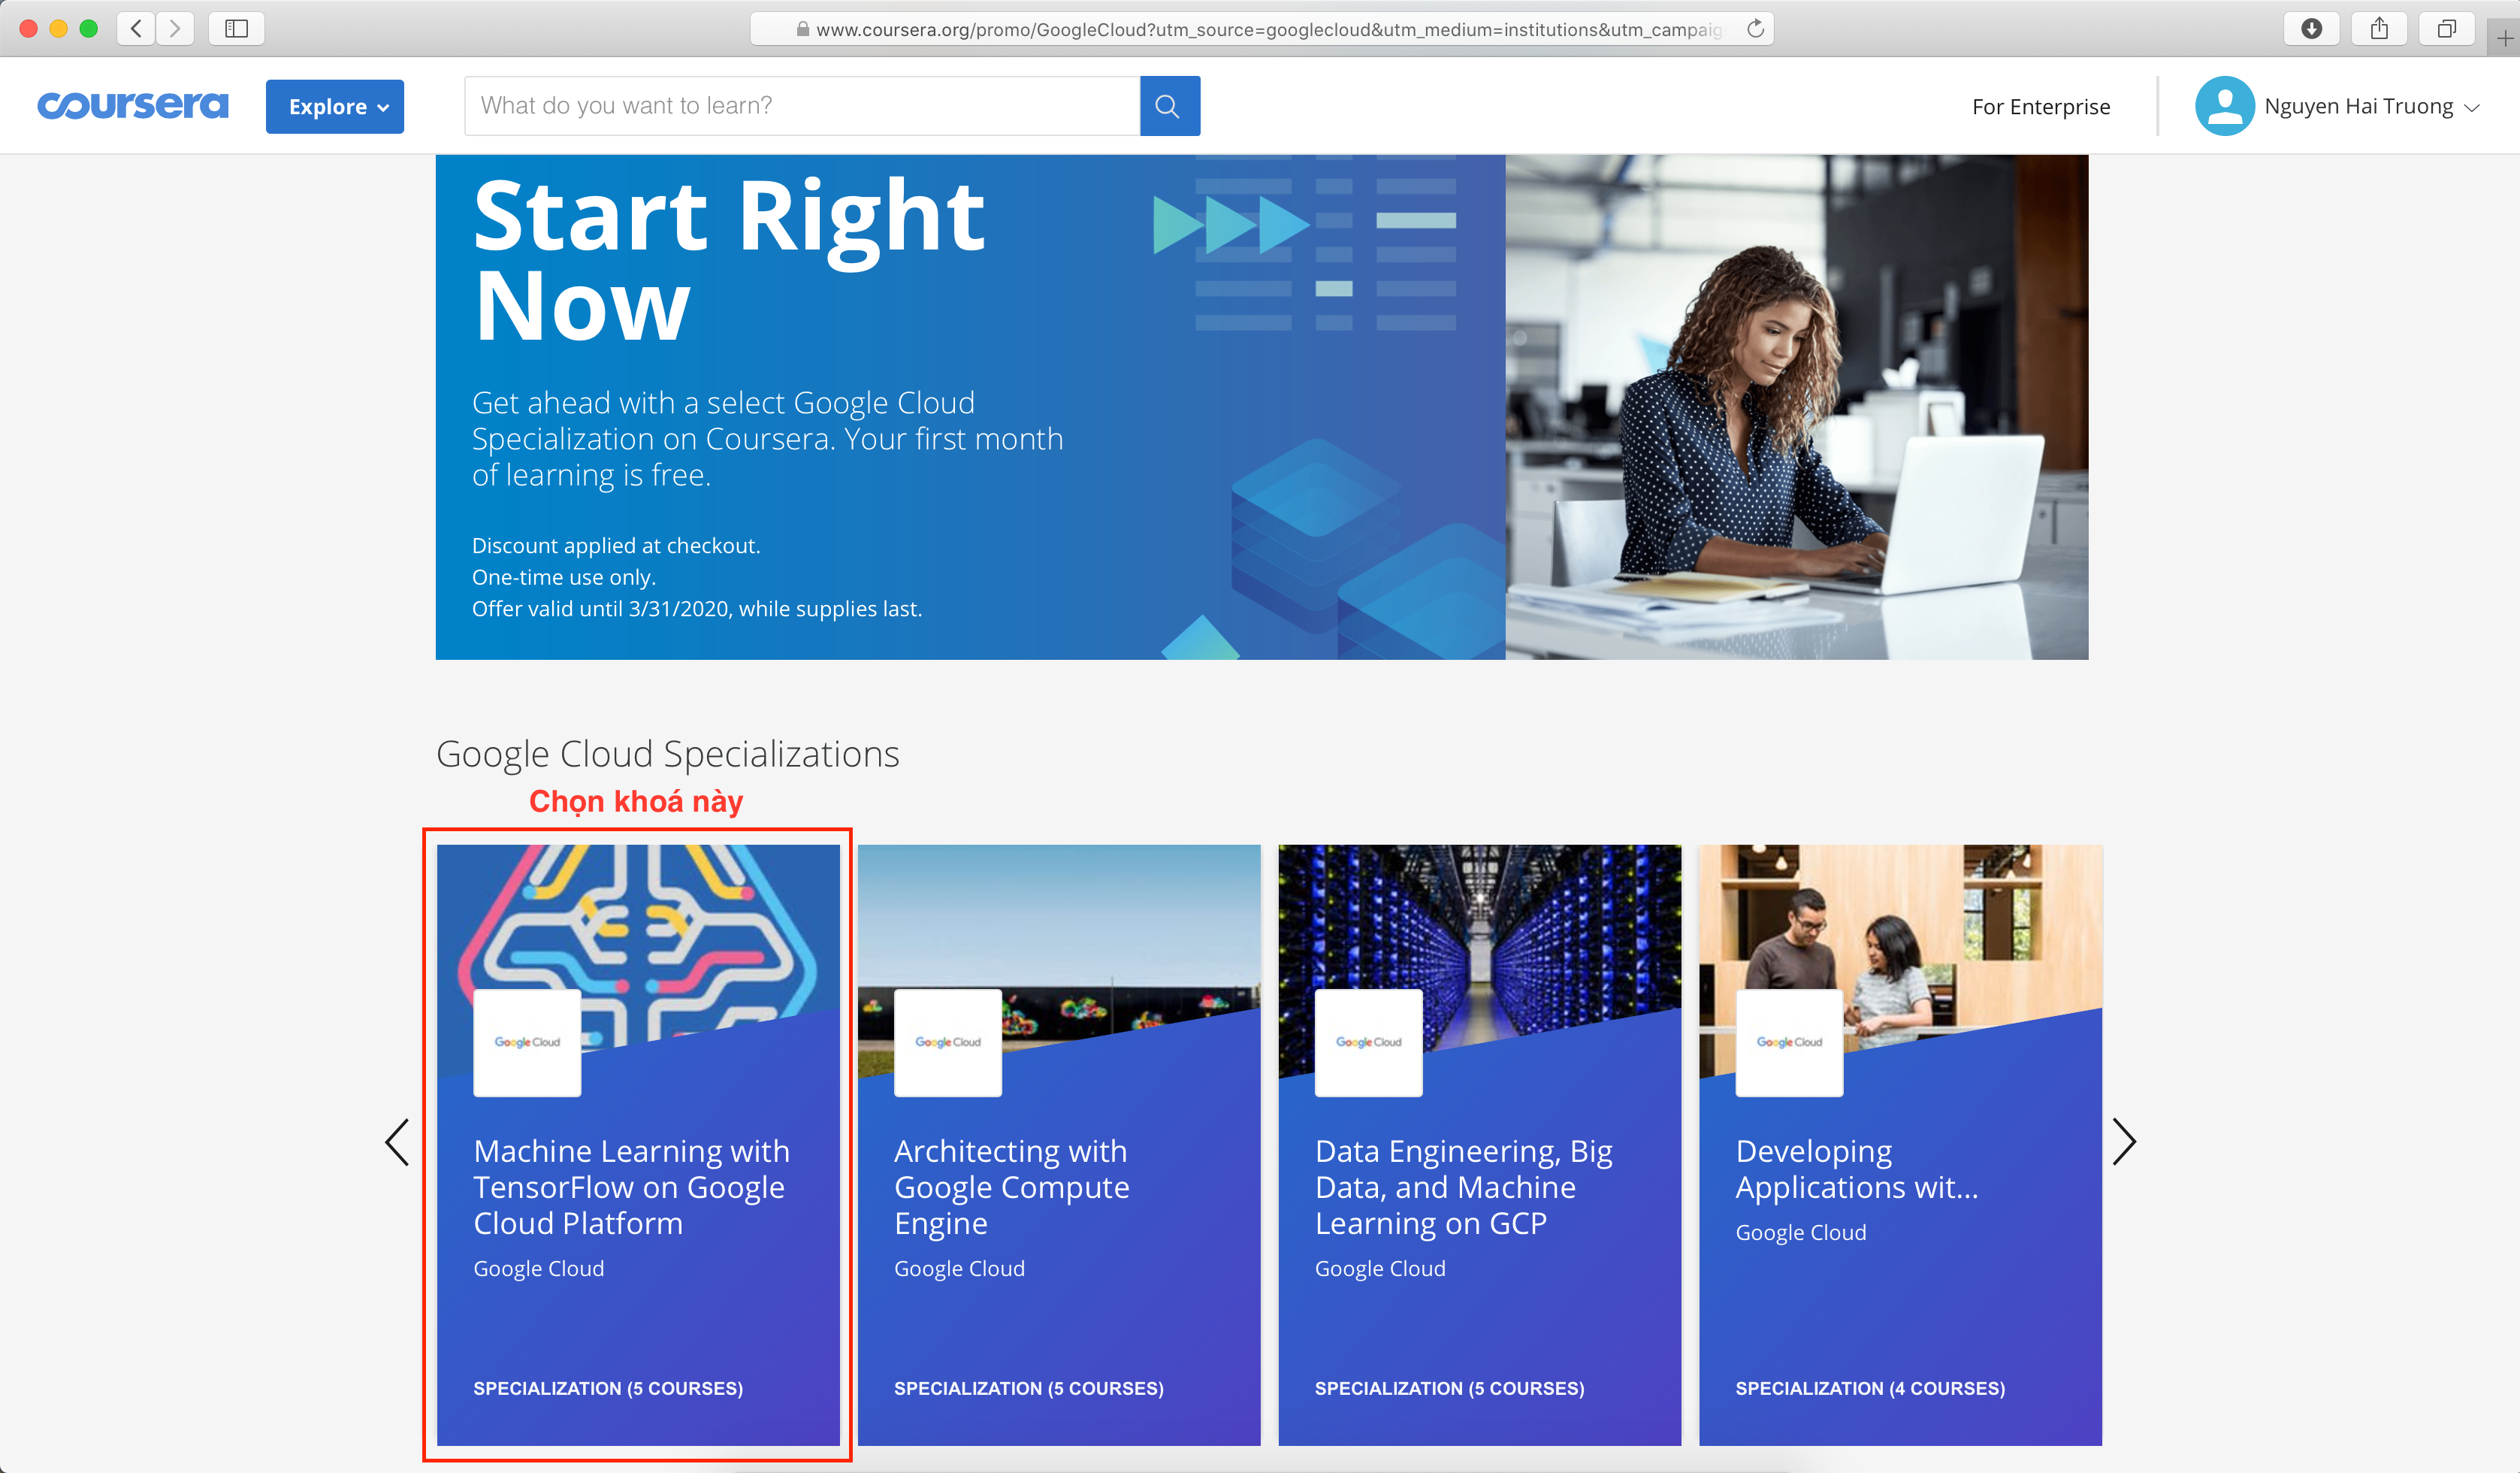 www.coursera.org/promo/GoogleCloud?utm_source=googlecloud&utm_medium=institutions&utm_campaig
coursera
Explore
What do you want to learn?
For Enterprise
Nguyen Hai Truong
Start Right
Now
Get ahead with a select Google Cloud
Specialization on Coursera. Your first month
of learning is free.
Discount applied at checkout.
One-time use only.
Offer valid until 3/31/2020, while supplies last.
Google Cloud Specializations
Chọn khoá này
Google Cloud
Machine Learning with
TensorFlow on Google
Cloud Platform
Google Cloud
SPECIALIZATION (5 COURSES)
Google Cloud
Architecting with
Google Compute
Engine
Google Cloud
SPECIALIZATION (5 COURSES)
Google Cloud
Data Engineering, Big
Data, and Machine
Learning on GCP
Google Cloud
SPECIALIZATION (5 COURSES)
Google Cloud
Developing
Applications wit...
Google Cloud
SPECIALIZATION (4 COURSES)